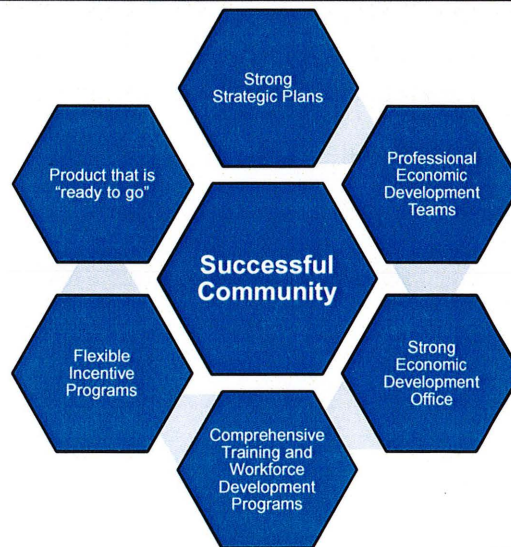 Strong
Strategic Plans
Professional
Economic
Development
Teams
Strong
Economic
Development
Office
Comprehensive
Training and
Workforce
Development
Programs
Flexible
Incentive
Programs
Product that is
"ready to go"
Successful
Community